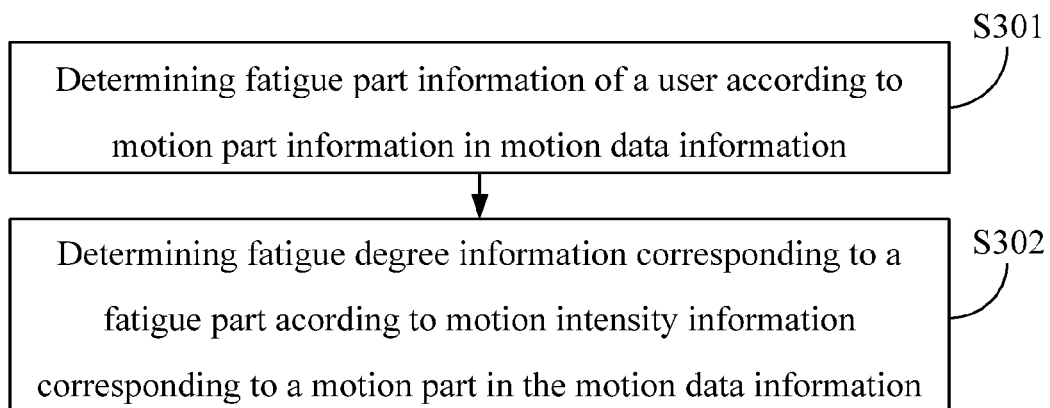 S301
Determining fatigue part information of a user according to
motion part information in motion data information
S302
Determining fatigue degree information corresponding to a
fatigue part acording to motion intensity information
corresponding to a motion part in the motion data information